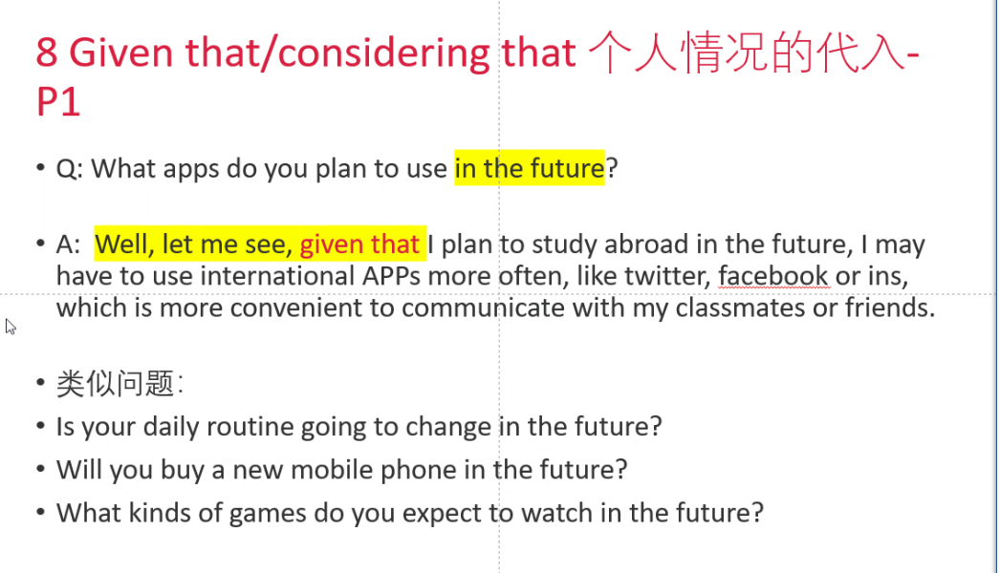 8 Given that/considering that 个人情况的代入-
P1
• Q: What apps do you plan to use in the future?
• A: Well, let me see, given that I plan to study abroad in the future, I may
have to use international APPs more often, like twitter, facebook or ins,
which is more convenient to communicate with my classmates or friends.
• 类似问题：
• Is your daily routine going to change in the future?
• Will you buy a new mobile phone in the future?
• What kinds of games do you expect to watch in the future?